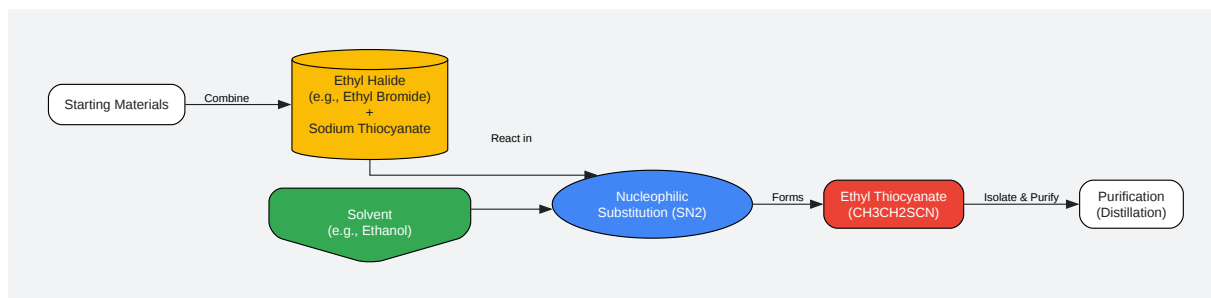 Starting Materials
Combine
Ethyl Halide
(e.g., Ethyl Bromide)
+
Sodium Thiocyanate
React in
Solvent
(e.g., Ethanol)
Nucleophilic
Substitution (SN2)
Forms
Ethyl Thiocyanate
(CH3CH2SCN)
Isolate & Purify
Purification
(Distillation)